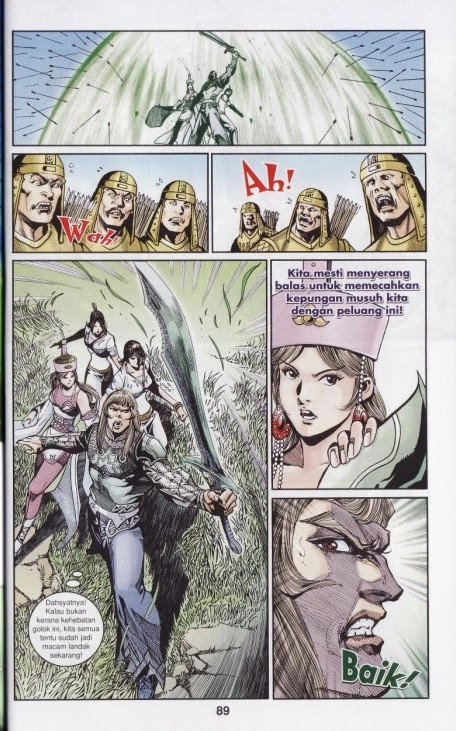 Wah!
Ah!
Kita mesti menyerang
balas untuk memecahkan
kepungan musuh kita
dengan peluang ini!
Dahsyatnya!
Kalau bukan
kerana kehebatan
golok ini, kita semua
tentu sudah jadi
macam landak
sekarang!
Baik!
89